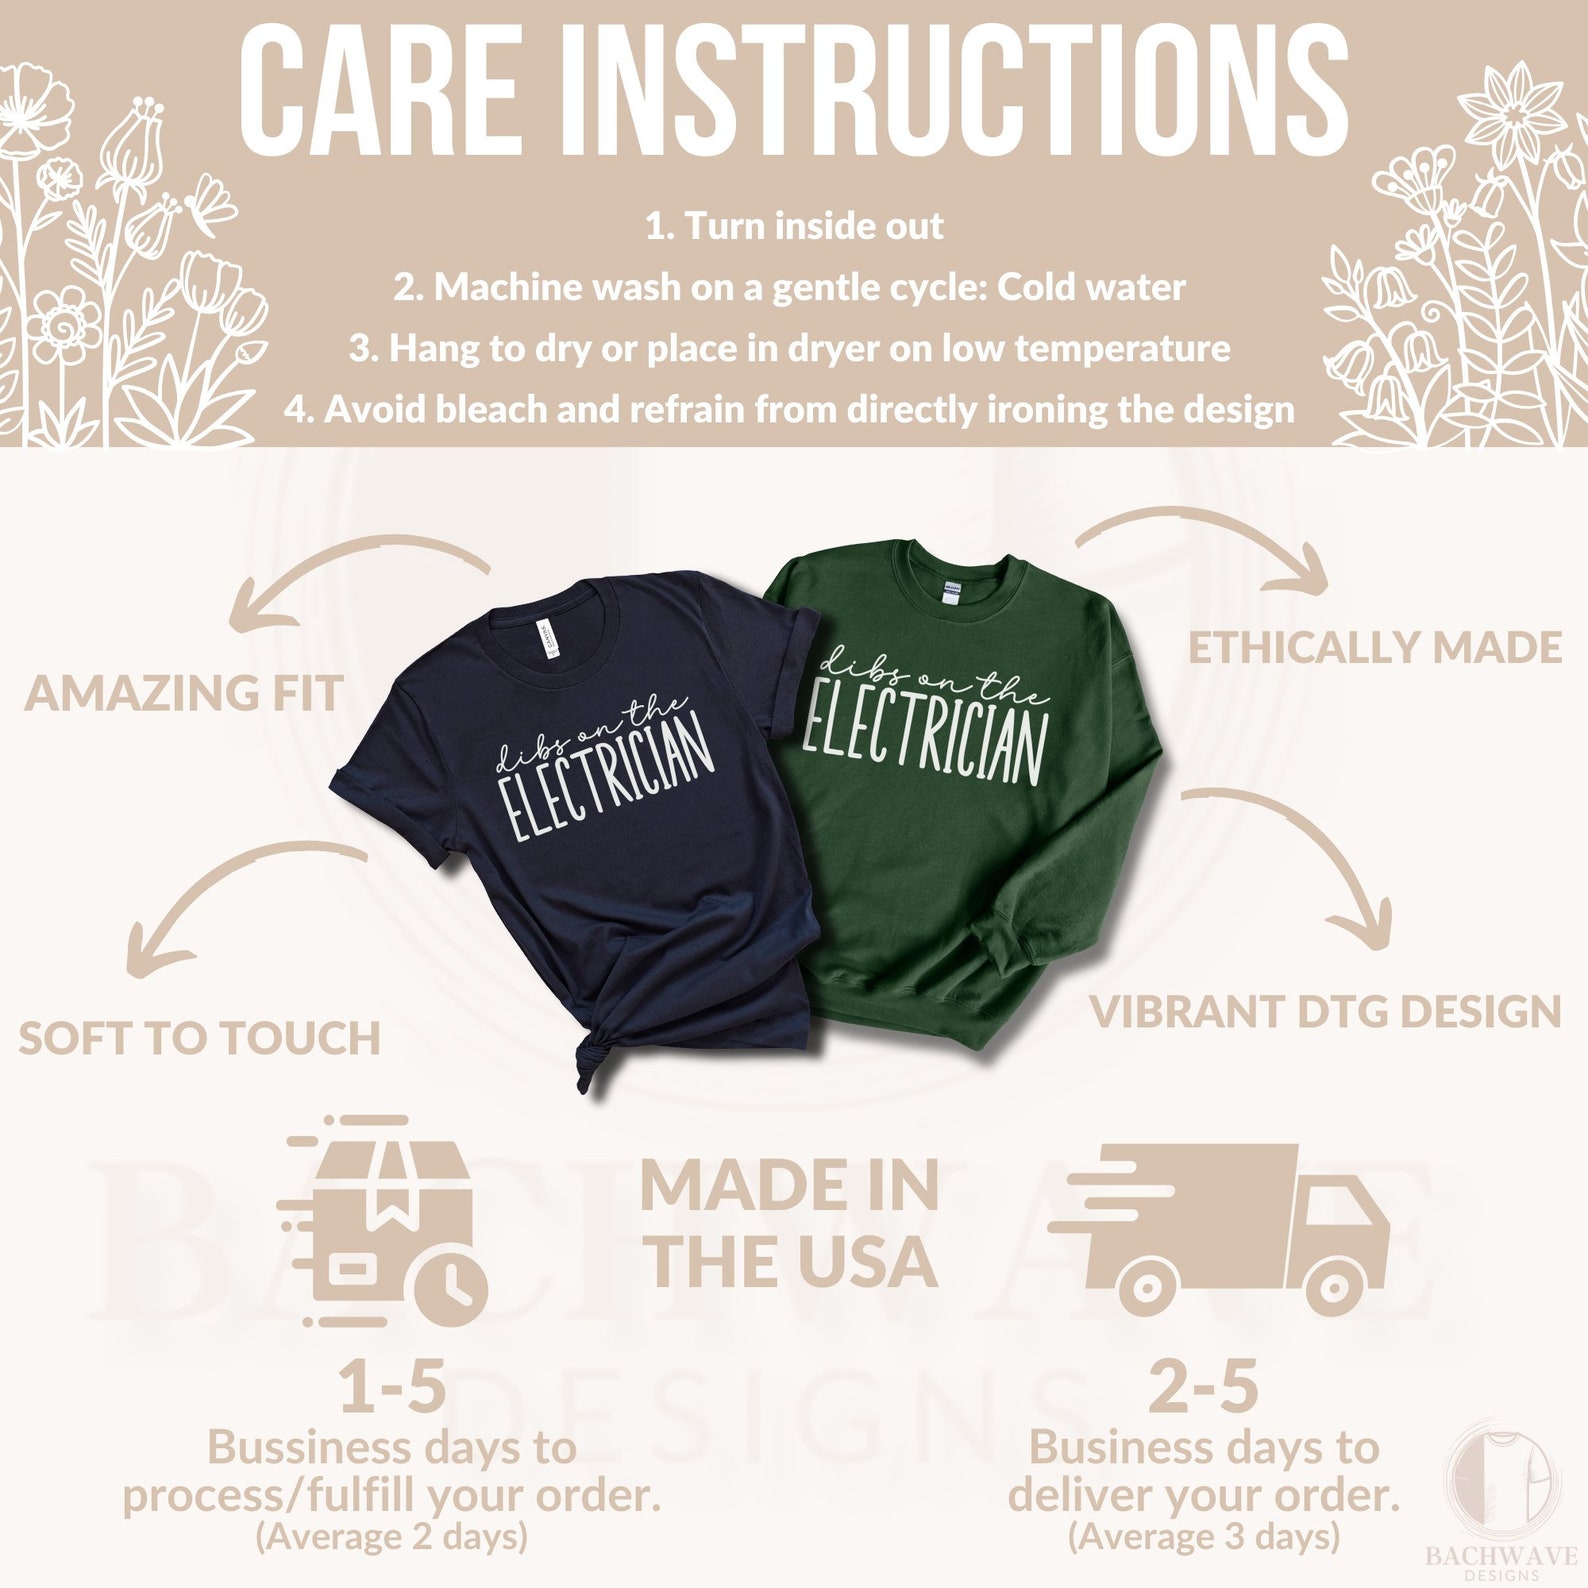 CARE INSTRUCTIONS
1. Turn inside out
2. Machine wash on a gentle cycle: Cold water
3. Hang to dry or place in dryer on low temperature
4. Avoid bleach and refrain from directly ironing the design
AMAZING FIT
ETHICALLY MADE
dibs on the
ELECTRICIAN
dibs on the
ELECTRICIAN
SOFT TO TOUCH
VIBRANT DTG DESIGN
MADE IN
THE USA
BACHWAVE
DESIGNS
1-5
Bussiness days to
process/fulfill your order.
(Average 2 days)
2-5
Business days to
deliver your order.
(Average 3 days)
BACHWAVE
DESIGNS